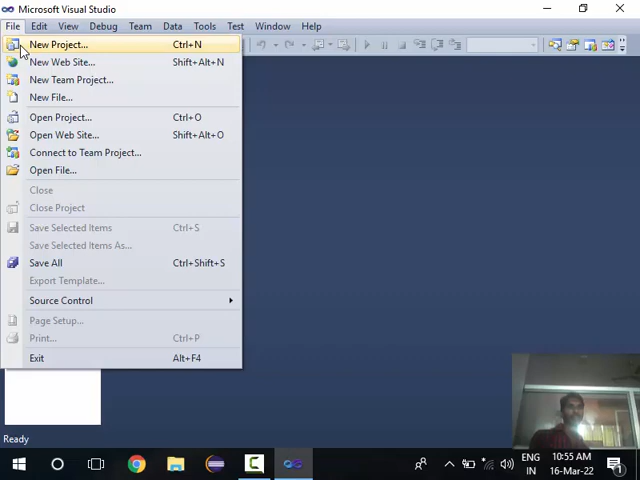 Microsoft Visual Studio
File Edit View Debug Team Data Tools Test Window Help
New Project... Ctrl+N
New Web Site... Shift+Alt+N
New Team Project...
New File...
Open Project... Ctrl+O
Open Web Site... Shift+Alt+O
Connect to Team Project...
Open File...
Close
Close Project
Save Selected Items Ctrl+S
Save Selected Items As...
Save All Ctrl+Shift+S
Export Template...
Source Control
Page Setup...
Print... Ctrl+P
Exit Alt+F4
Ready
ENG 10:55 AM
IN 16-Mar-22
1